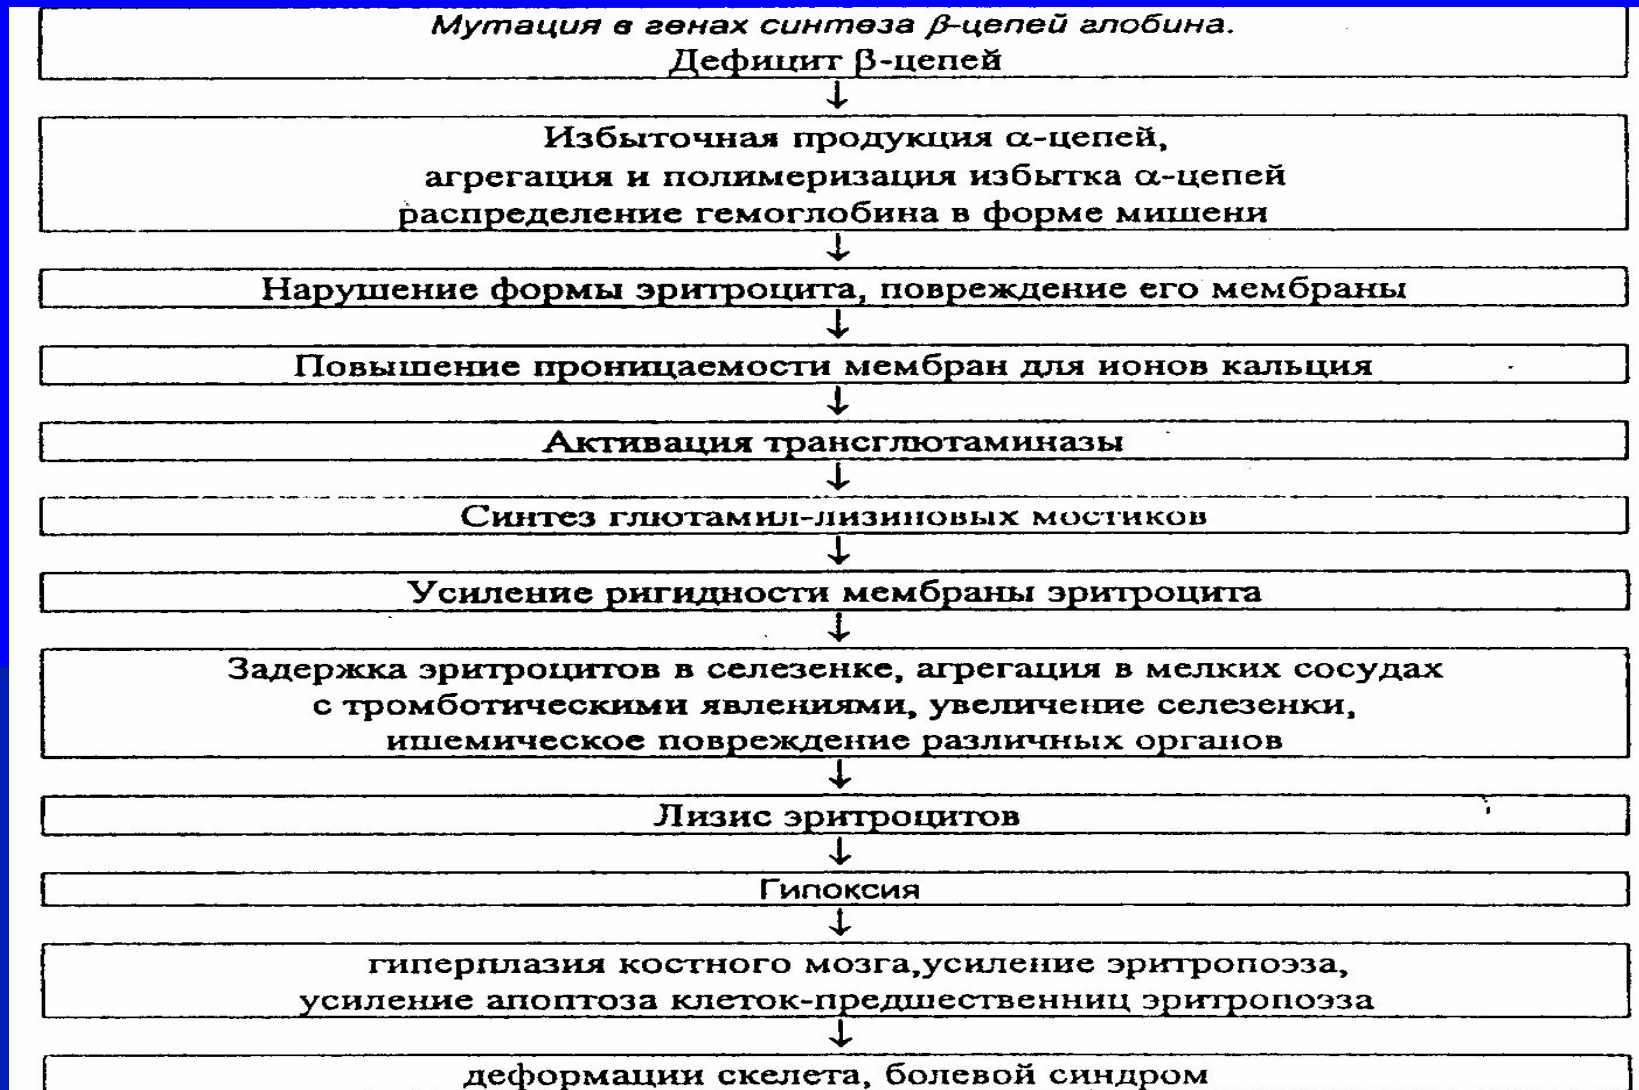 Мутация в генах синтеза β-цепей глобина.
Дефицит β-цепей
↓
Избыточная продукция α-цепей,
агрегация и полимеризация избытка α-цепей
распределение гемоглобина в форме мишени
↓
Нарушение формы эритроцита, повреждение его мембраны
↓
Повышение проницаемости мембран для ионов кальция
↓
Активация трансглютаминазы
↓
Синтез глютамил-лизиновых мостиков
↓
Усиление ригидности мембраны эритроцита
↓
Задержка эритроцитов в селезенке, агрегация в мелких сосудах
с тромботическими явлениями, увеличение селезенки,
ишемическое повреждение различных органов
↓
Лизис эритроцитов
↓
Гипоксия
↓
гиперплазия костного мозга,усиление эритропоэза,
усиление апоптоза клеток-предшественниц эритропоэза
↓
деформации скелета, болевой синдром